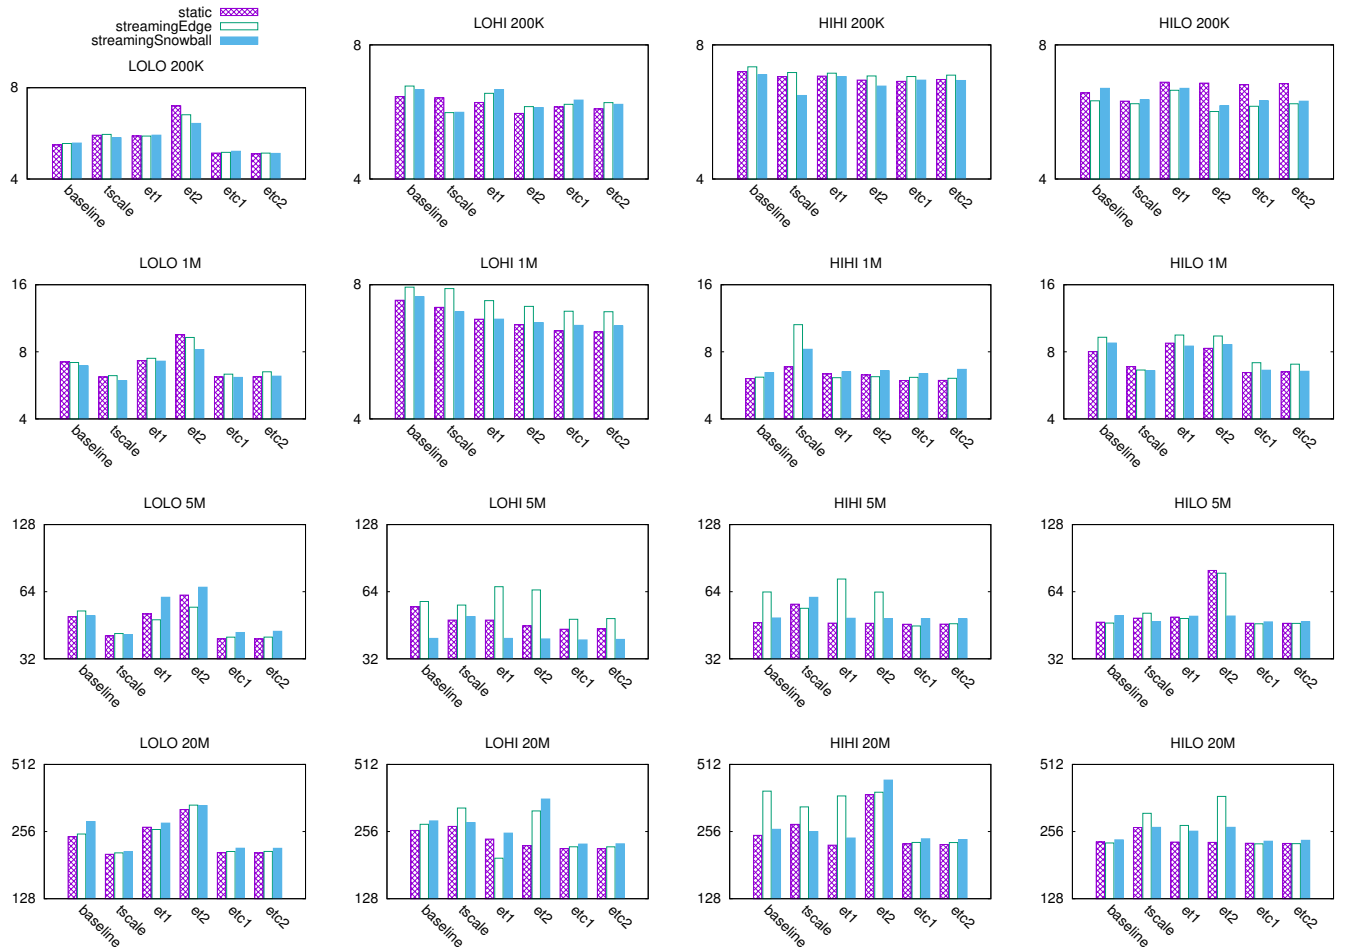 static
streamingEdge
streamingSnowball
LOLO 200K
8
4
baseline
tscale
et1
et2
etc1
etc2
LOHI 200K
8
4
baseline
tscale
et1
et2
etc1
etc2
HIHI 200K
8
4
baseline
tscale
et1
et2
etc1
etc2
HILO 200K
8
4
baseline
tscale
et1
et2
etc1
etc2
LOLO 1M
16
8
4
baseline
tscale
et1
et2
etc1
etc2
LOHI 1M
8
4
baseline
tscale
et1
et2
etc1
etc2
HIHI 1M
16
8
4
baseline
tscale
et1
et2
etc1
etc2
HILO 1M
16
8
4
baseline
tscale
et1
et2
etc1
etc2
LOLO 5M
128
64
32
baseline
tscale
et1
et2
etc1
etc2
LOHI 5M
128
64
32
baseline
tscale
et1
et2
etc1
etc2
HIHI 5M
128
64
32
baseline
tscale
et1
et2
etc1
etc2
HILO 5M
128
64
32
baseline
tscale
et1
et2
etc1
etc2
LOLO 20M
512
256
128
baseline
tscale
et1
et2
etc1
etc2
LOHI 20M
512
256
128
baseline
tscale
et1
et2
etc1
etc2
HIHI 20M
512
256
128
baseline
tscale
et1
et2
etc1
etc2
HILO 20M
512
256
128
baseline
tscale
et1
et2
etc1
etc2